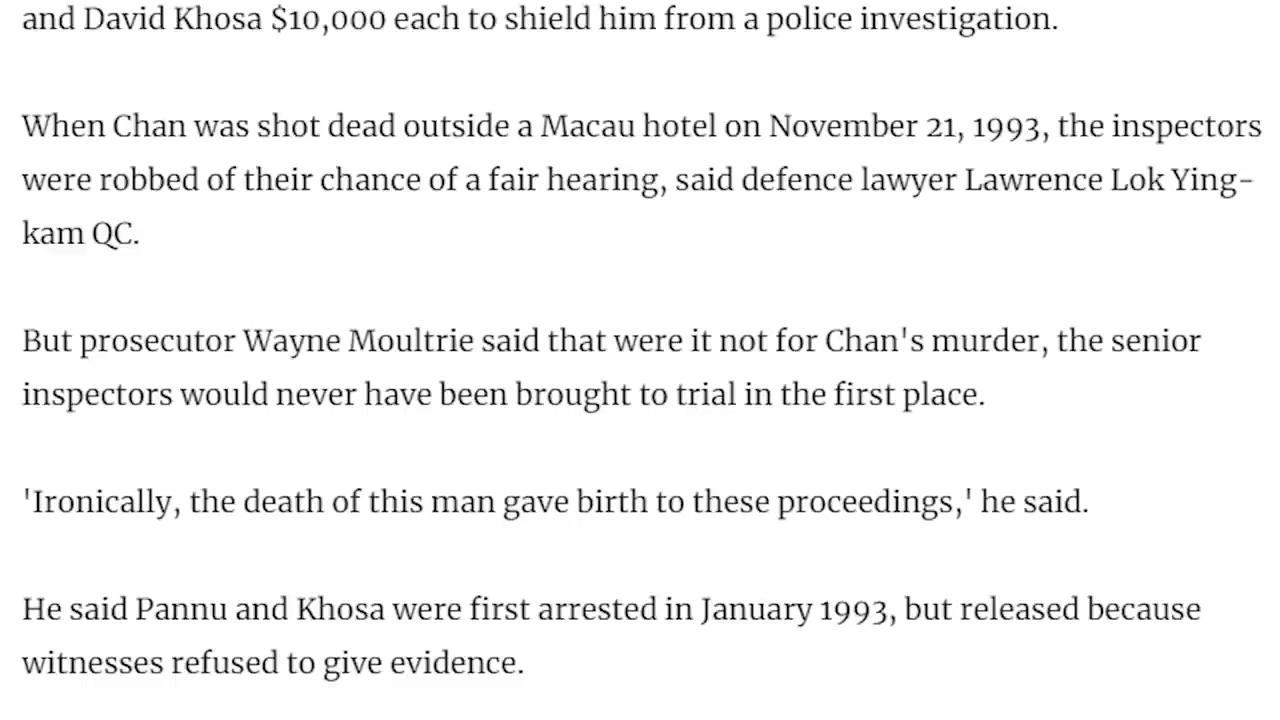 and David Khosa $10,000 each to shield him from a police investigation.
When Chan was shot dead outside a Macau hotel on November 21, 1993, the inspectors
were robbed of their chance of a fair hearing, said defence lawyer Lawrence Lok Ying-
kam QC.
But prosecutor Wayne Moultrie said that were it not for Chan's murder, the senior
inspectors would never have been brought to trial in the first place.
'Ironically, the death of this man gave birth to these proceedings,' he said.
He said Pannu and Khosa were first arrested in January 1993, but released because
witnesses refused to give evidence.